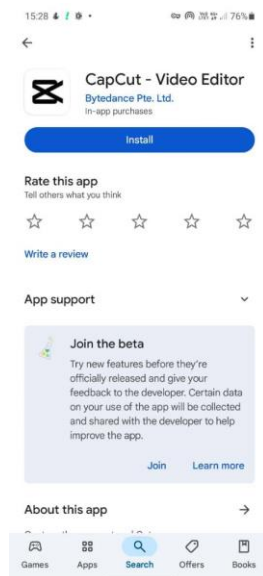 15:28
76%
CapCut - Video Editor
Bytedance Pte. Ltd.
In-app purchases
Install
Rate this app
Tell others what you think
Write a review
App support
Join the beta
Try new features before they're
officially released and give your
feedback to the developer. Certain data
on your use of the app will be collected
and shared with the developer to help
improve the app.
Join Learn more
About this app
Games Apps Search Offers Books